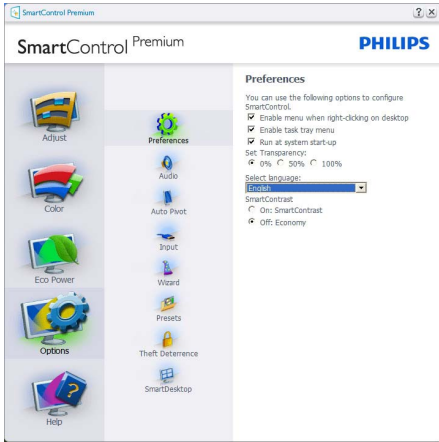 SmartControl Premium
SmartControl Premium
PHILIPS
Adjust
Color
Eco Power
Options
Help
Preferences
Audio
Auto Pivot
Input
Wizard
Presets
Theft Deterrence
SmartDesktop
Preferences
You can use the following options to configure
SmartControl.
Enable menu when right-clicking on desktop
Enable task tray menu
Run at system start-up
Set Transparency:
0% 50% 100%
Select language:
English
SmartContrast
On: SmartContrast
Off: Economy